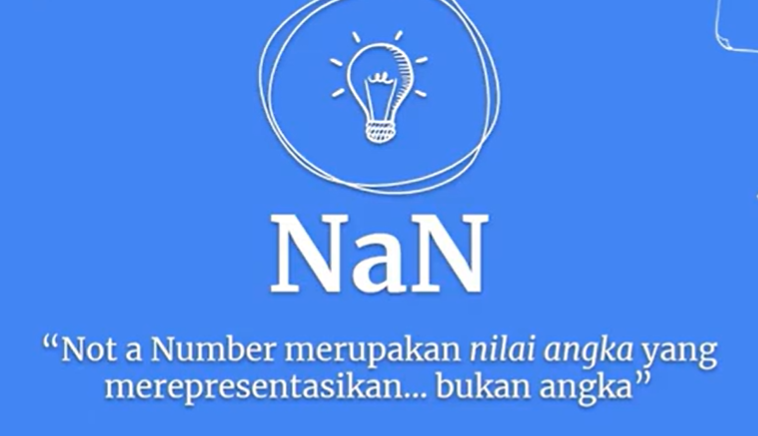 NaN
“Not a Number merupakan nilai angka yang
merepresentasikan... bukan angka”